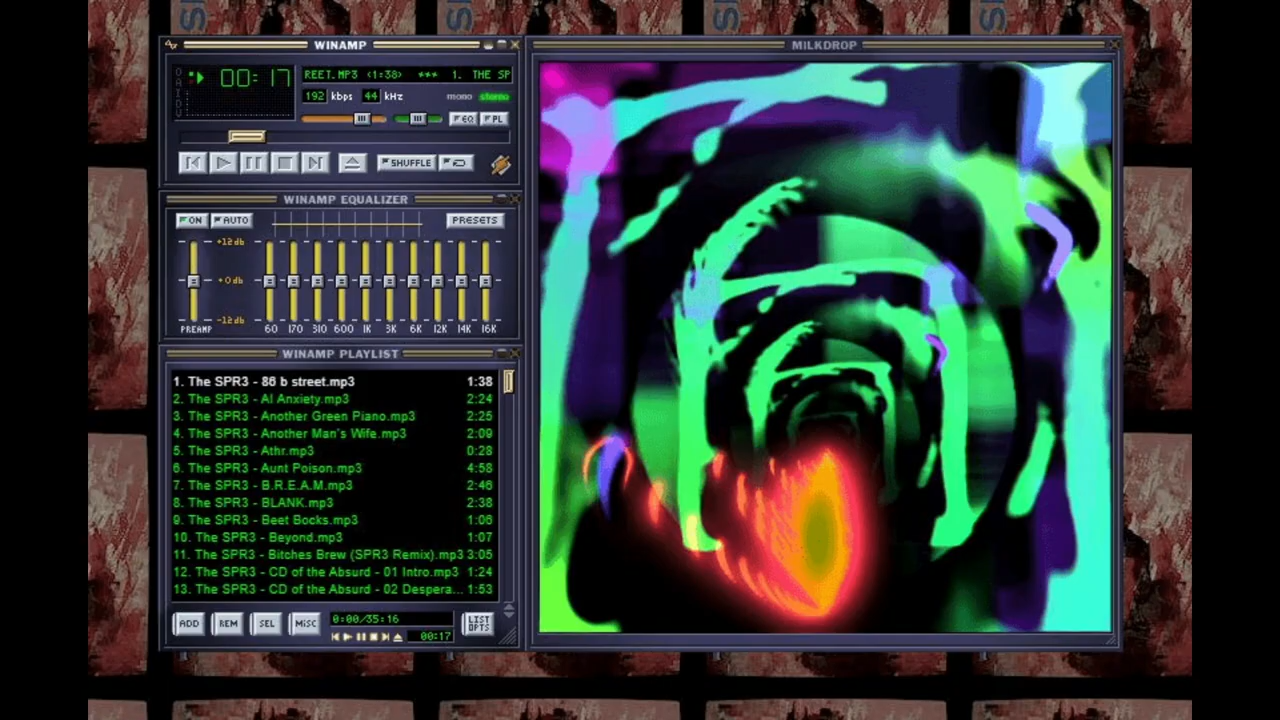 WINAMP
00:17
REET.MP3 (1:38) *** 1. THE SP
192 kbps 44 kHz mono stereo
EQ PL
SHUFFLE
WINAMP EQUALIZER
ON AUTO PRESETS
+12 db
+0 db
-12 db
PREAMP 60 170 310 600 1K 3K 6K 12K 14K 16K
WINAMP PLAYLIST
1. The SPR3 - 86 b street.mp3 1:38
2. The SPR3 - AI Anxiety.mp3 2:24
3. The SPR3 - Another Green Piano.mp3 2:25
4. The SPR3 - Another Man's Wife.mp3 2:09
5. The SPR3 - Athr.mp3 0:28
6. The SPR3 - Aunt Poison.mp3 4:58
7. The SPR3 - B.R.E.A.M.mp3 2:46
8. The SPR3 - BLANK.mp3 2:38
9. The SPR3 - Beet Bocks.mp3 1:06
10. The SPR3 - Beyond.mp3 1:07
11. The SPR3 - Bitches Brew (SPR3 Remix).mp3 3:05
12. The SPR3 - CD of the Absurd - 01 Intro.mp3 1:24
13. The SPR3 - CD of the Absurd - 02 Despera... 1:53
ADD REM SEL MISC
0:00/35:16
00:17
LIST
OPTS
MILKDROP